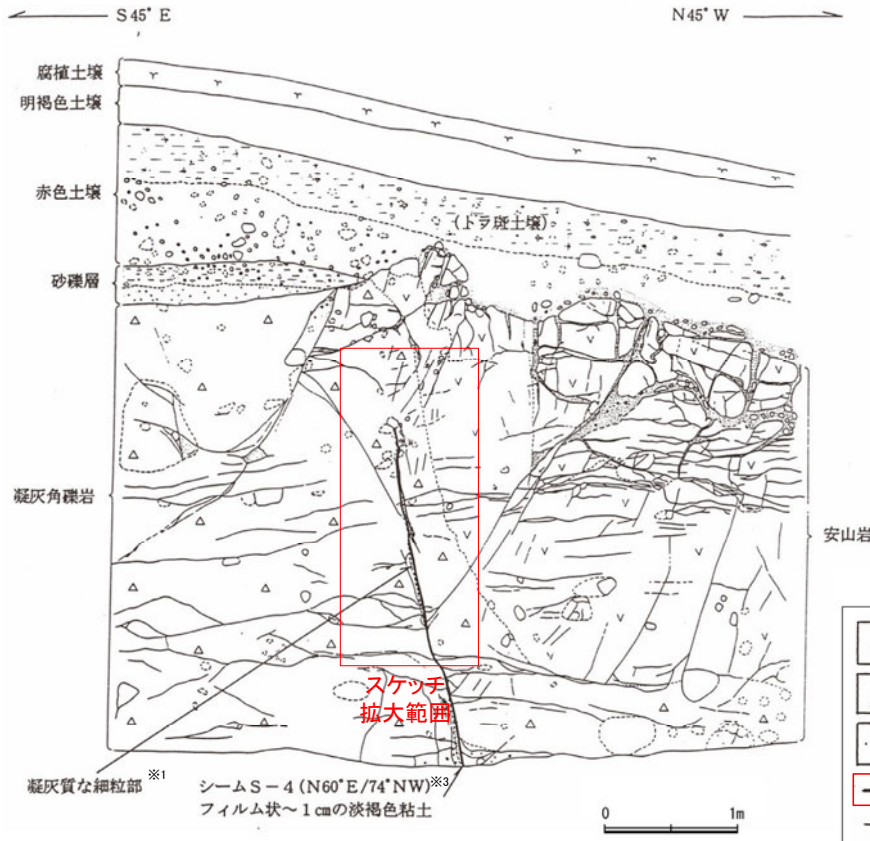 S45°E
N45°W
腐植土壌
明褐色土壌
赤色土壌
(トラ斑土壌)
砂礫層
凝灰角礫岩
安山岩
スケッチ
拡大範囲
凝灰質な細粒部※1
シームS-4(N60°E/74°NW)※3
フィルム状~1cmの淡褐色粘土
0 1m